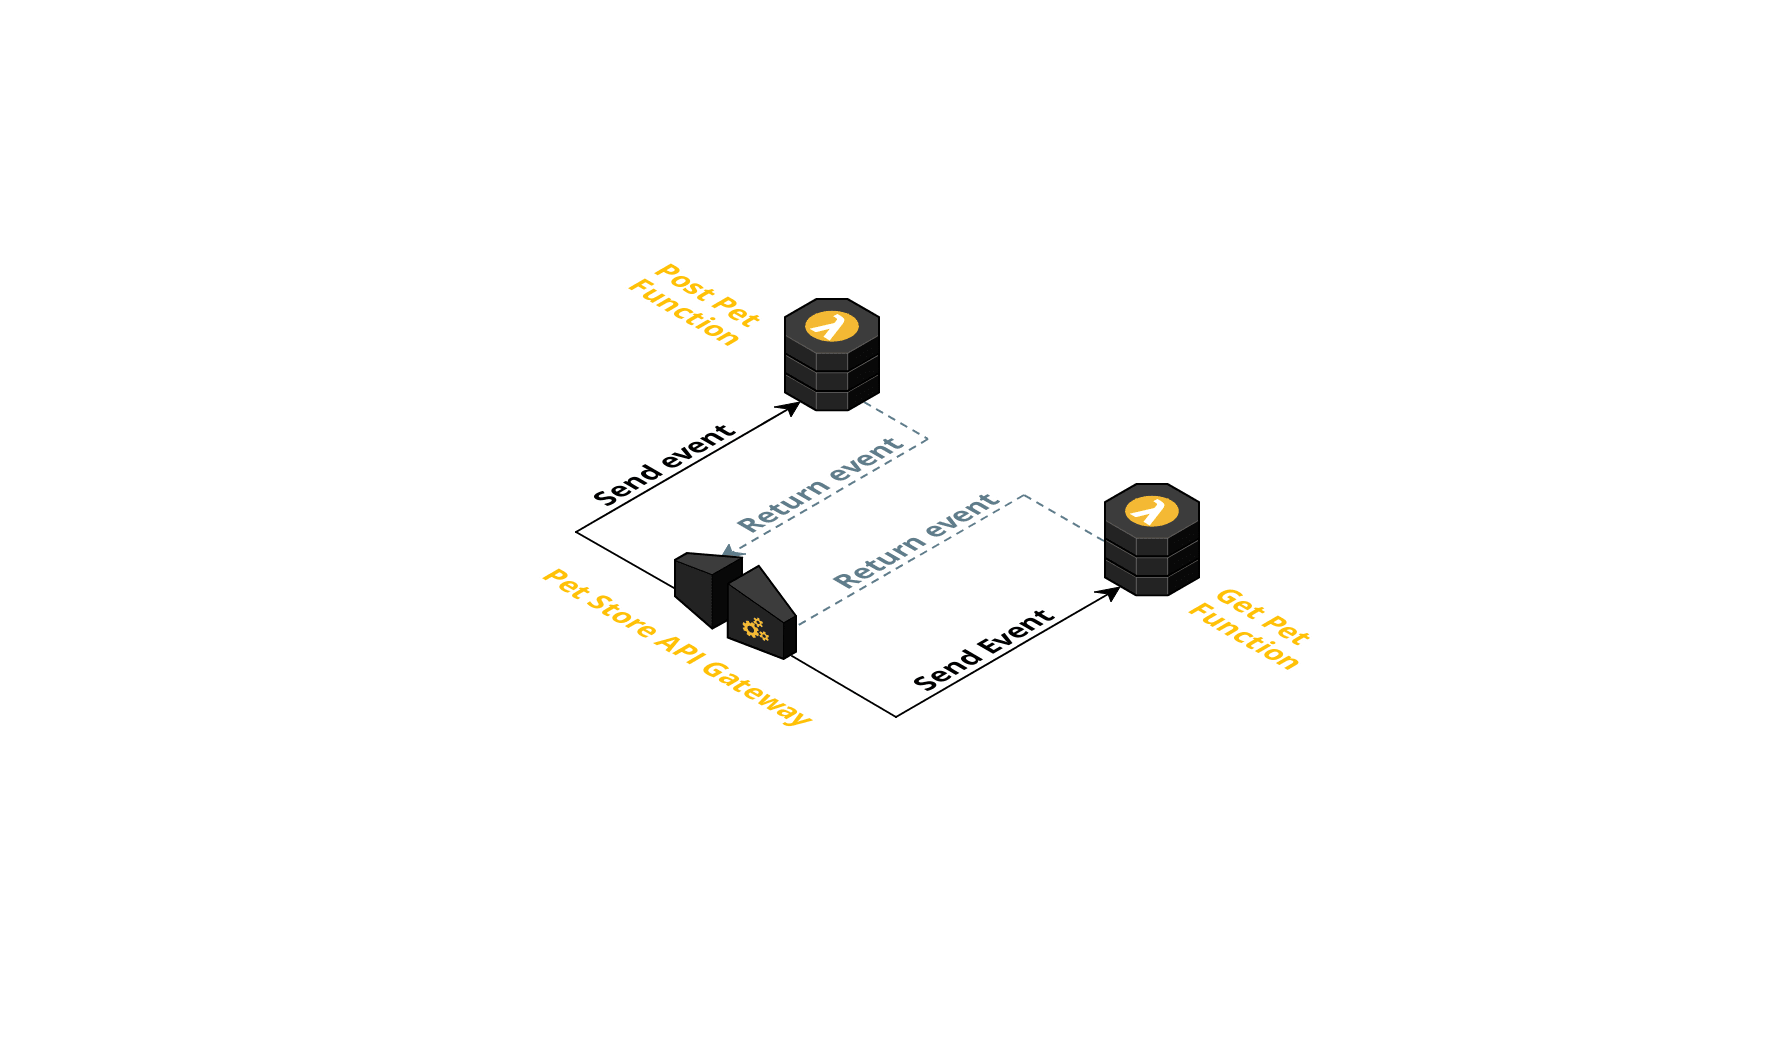 Post Pet
Function
Send event
Return event
Return event
Pet Store API Gateway
Send Event
Get Pet
Function